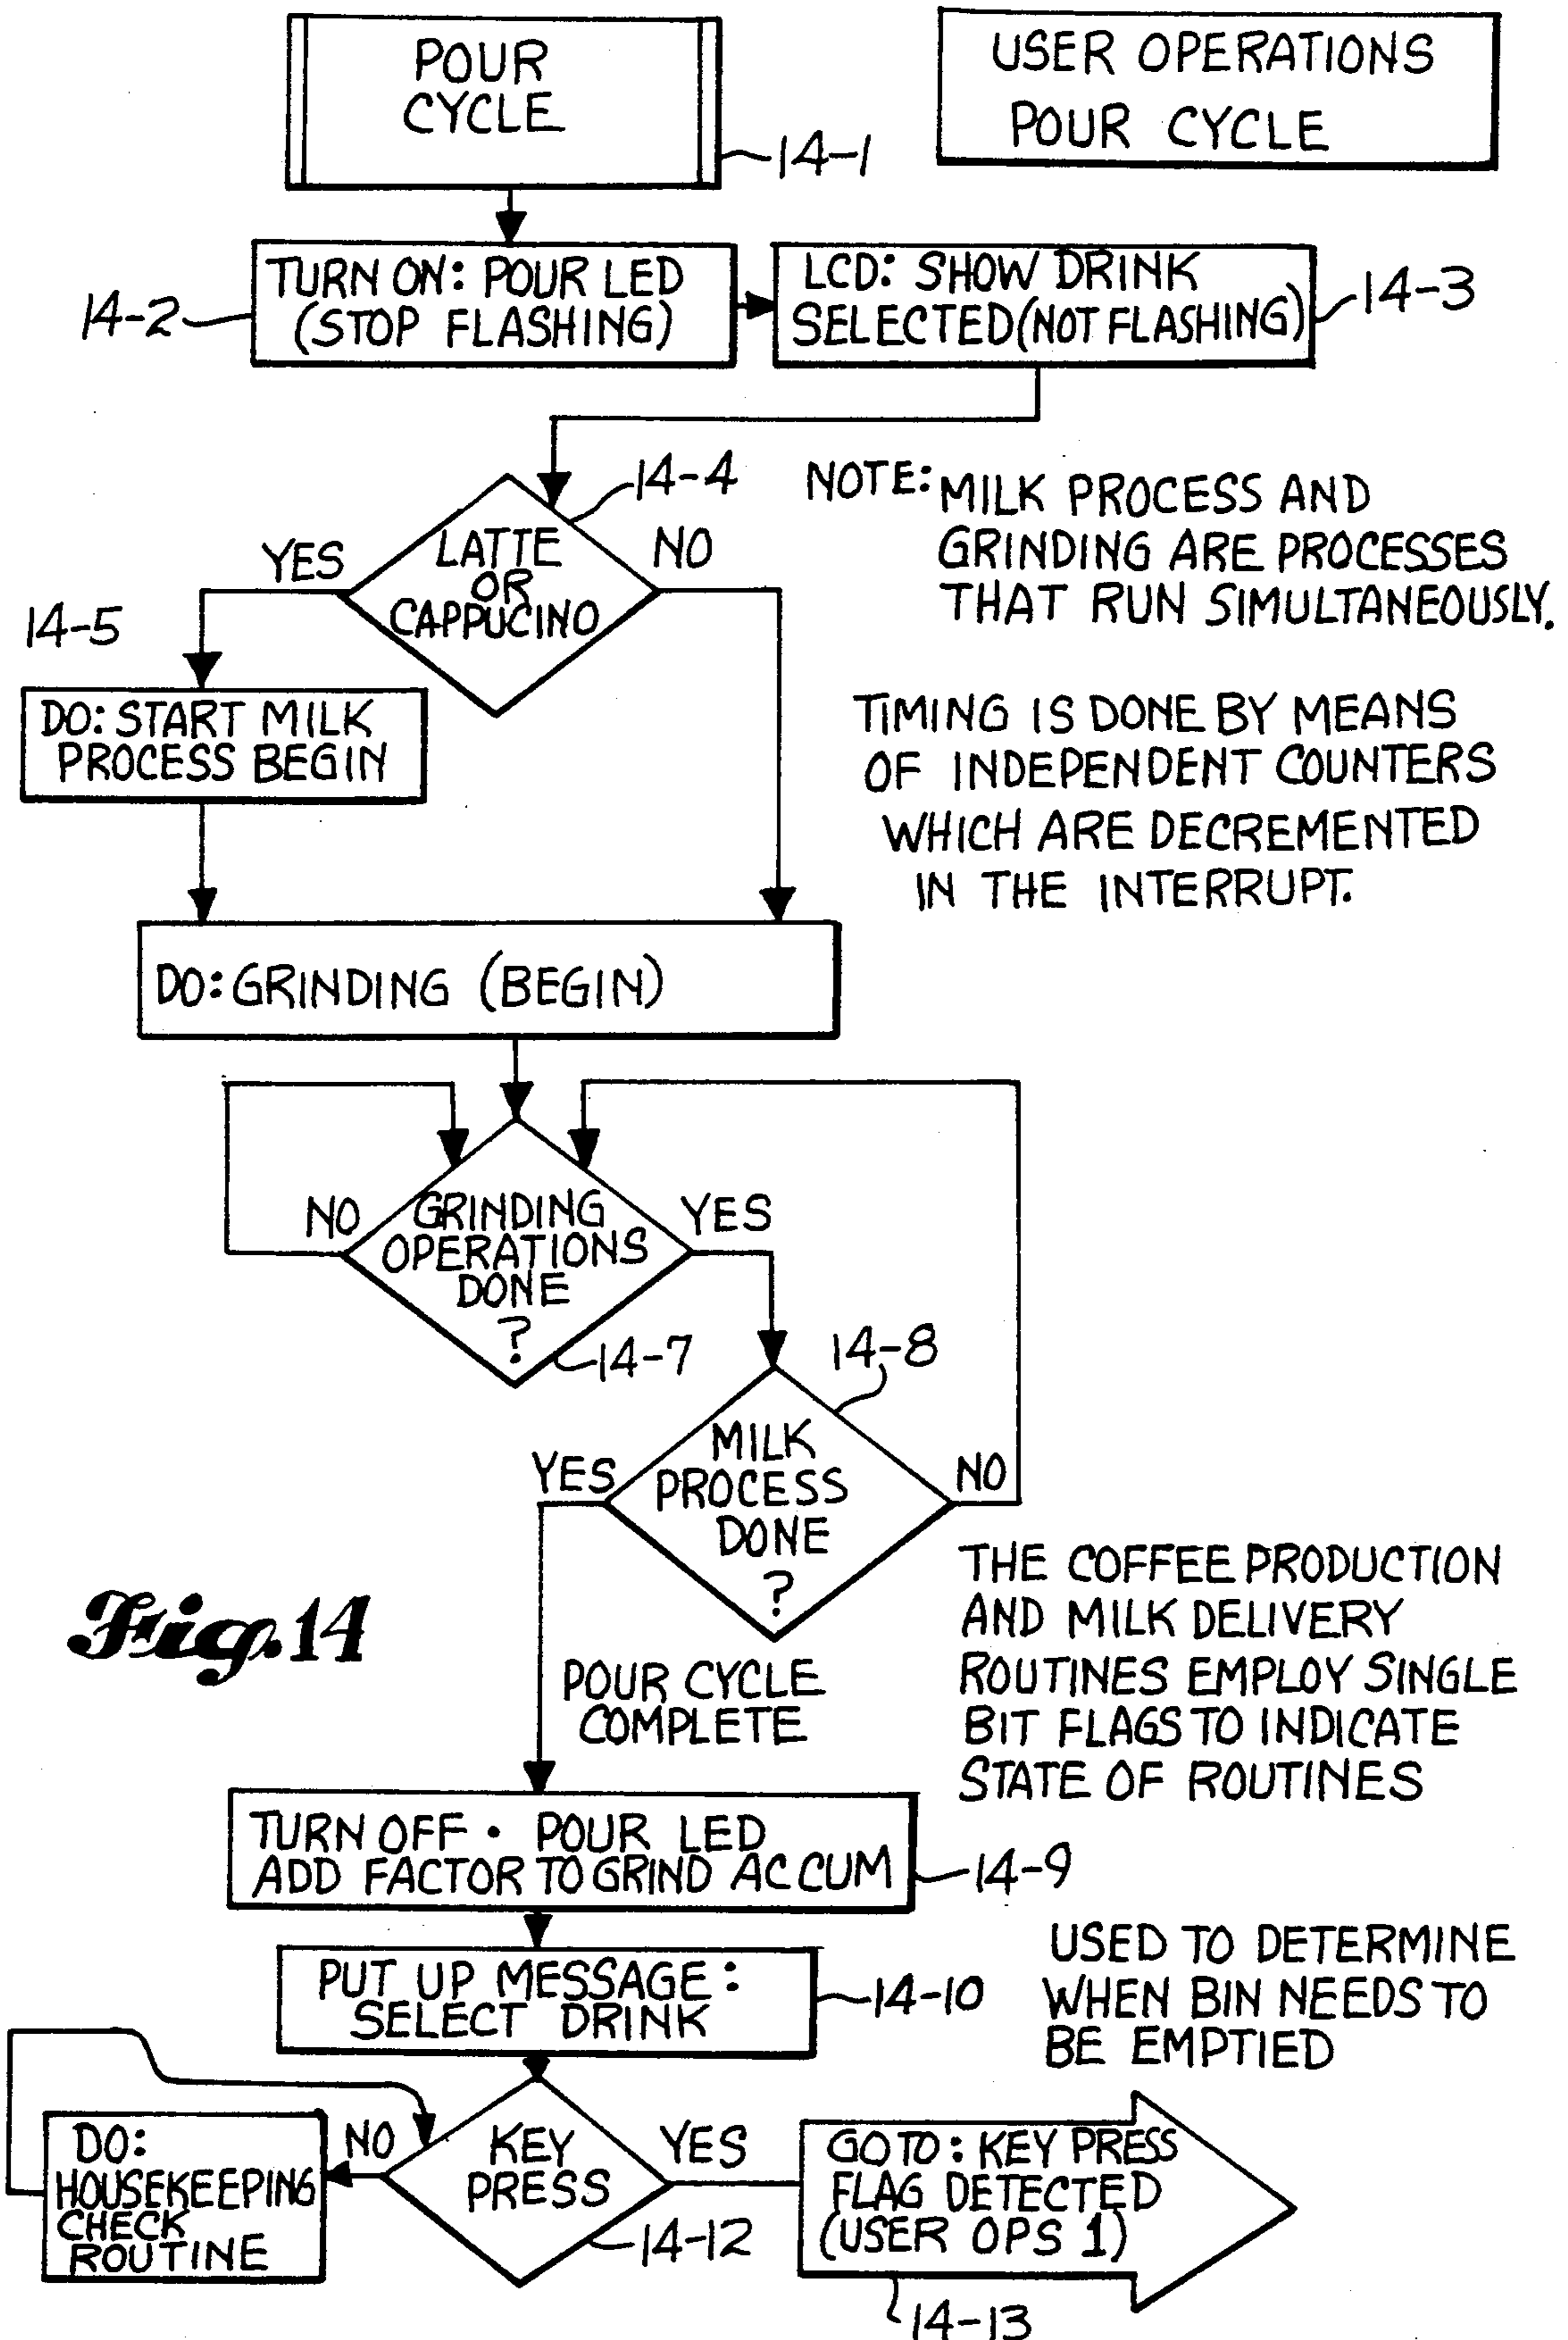 POUR
CYCLE
14-1
USER OPERATIONS
POUR CYCLE
TURN ON: POUR LED
(STOP FLASHING)
14-2
LCD: SHOW DRINK
SELECTED (NOT FLASHING)
14-3
14-4
LATTE
OR
CAPPUCINO
YES
NO
NOTE: MILK PROCESS AND
GRINDING ARE PROCESSES
THAT RUN SIMULTANEOUSLY.
14-5
DO: START MILK
PROCESS BEGIN
TIMING IS DONE BY MEANS
OF INDEPENDENT COUNTERS
WHICH ARE DECREMENTED
IN THE INTERRUPT.
DO: GRINDING (BEGIN)
NO
GRINDING
OPERATIONS
DONE
?
YES
14-7
14-8
YES
MILK
PROCESS
DONE
?
NO
THE COFFEE PRODUCTION
AND MILK DELIVERY
ROUTINES EMPLOY SINGLE
BIT FLAGS TO INDICATE
STATE OF ROUTINES
Fig. 14
POUR CYCLE
COMPLETE
TURN OFF · POUR LED
ADD FACTOR TO GRIND ACCUM
14-9
PUT UP MESSAGE:
SELECT DRINK
14-10
USED TO DETERMINE
WHEN BIN NEEDS TO
BE EMPTIED
DO:
HOUSEKEEPING
CHECK
ROUTINE
NO
KEY
PRESS
YES
14-12
GO TO: KEY PRESS
FLAG DETECTED
(USER OPS 1)
14-13